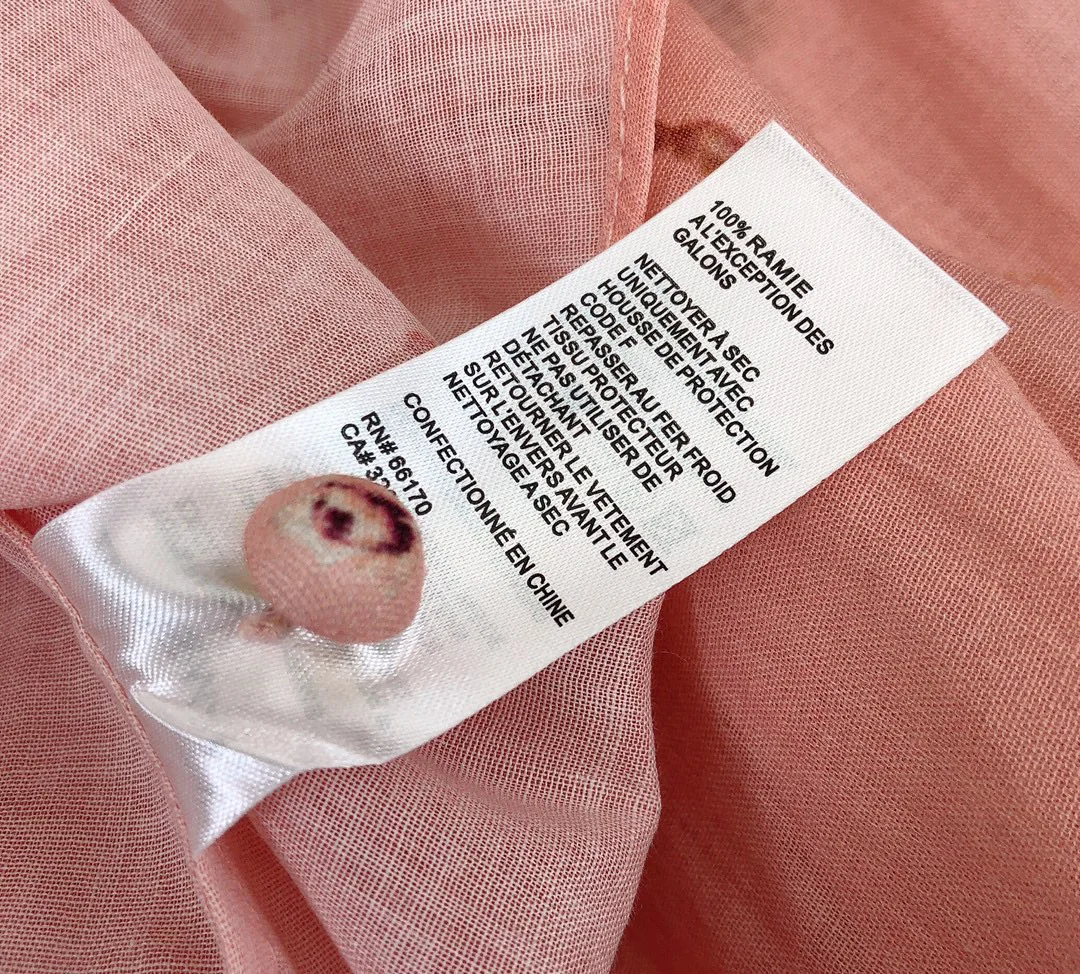 100% RAMIE
A L'EXCEPTION DES
GALONS
NETTOYER À SEC
UNIQUEMENT AVEC
HOUSSE DE PROTECTION
CODE F
REPASSER AU FER FROID
TISSU PROTECTEUR
NE PAS UTILISER DE
DÉTACHANT
RETOURNER LE VETEMENT
SUR L'ENVERS AVANT LE
NETTOYAGE A SEC
CONFECTIONNÉ EN CHINE
RN# 66170
CA#